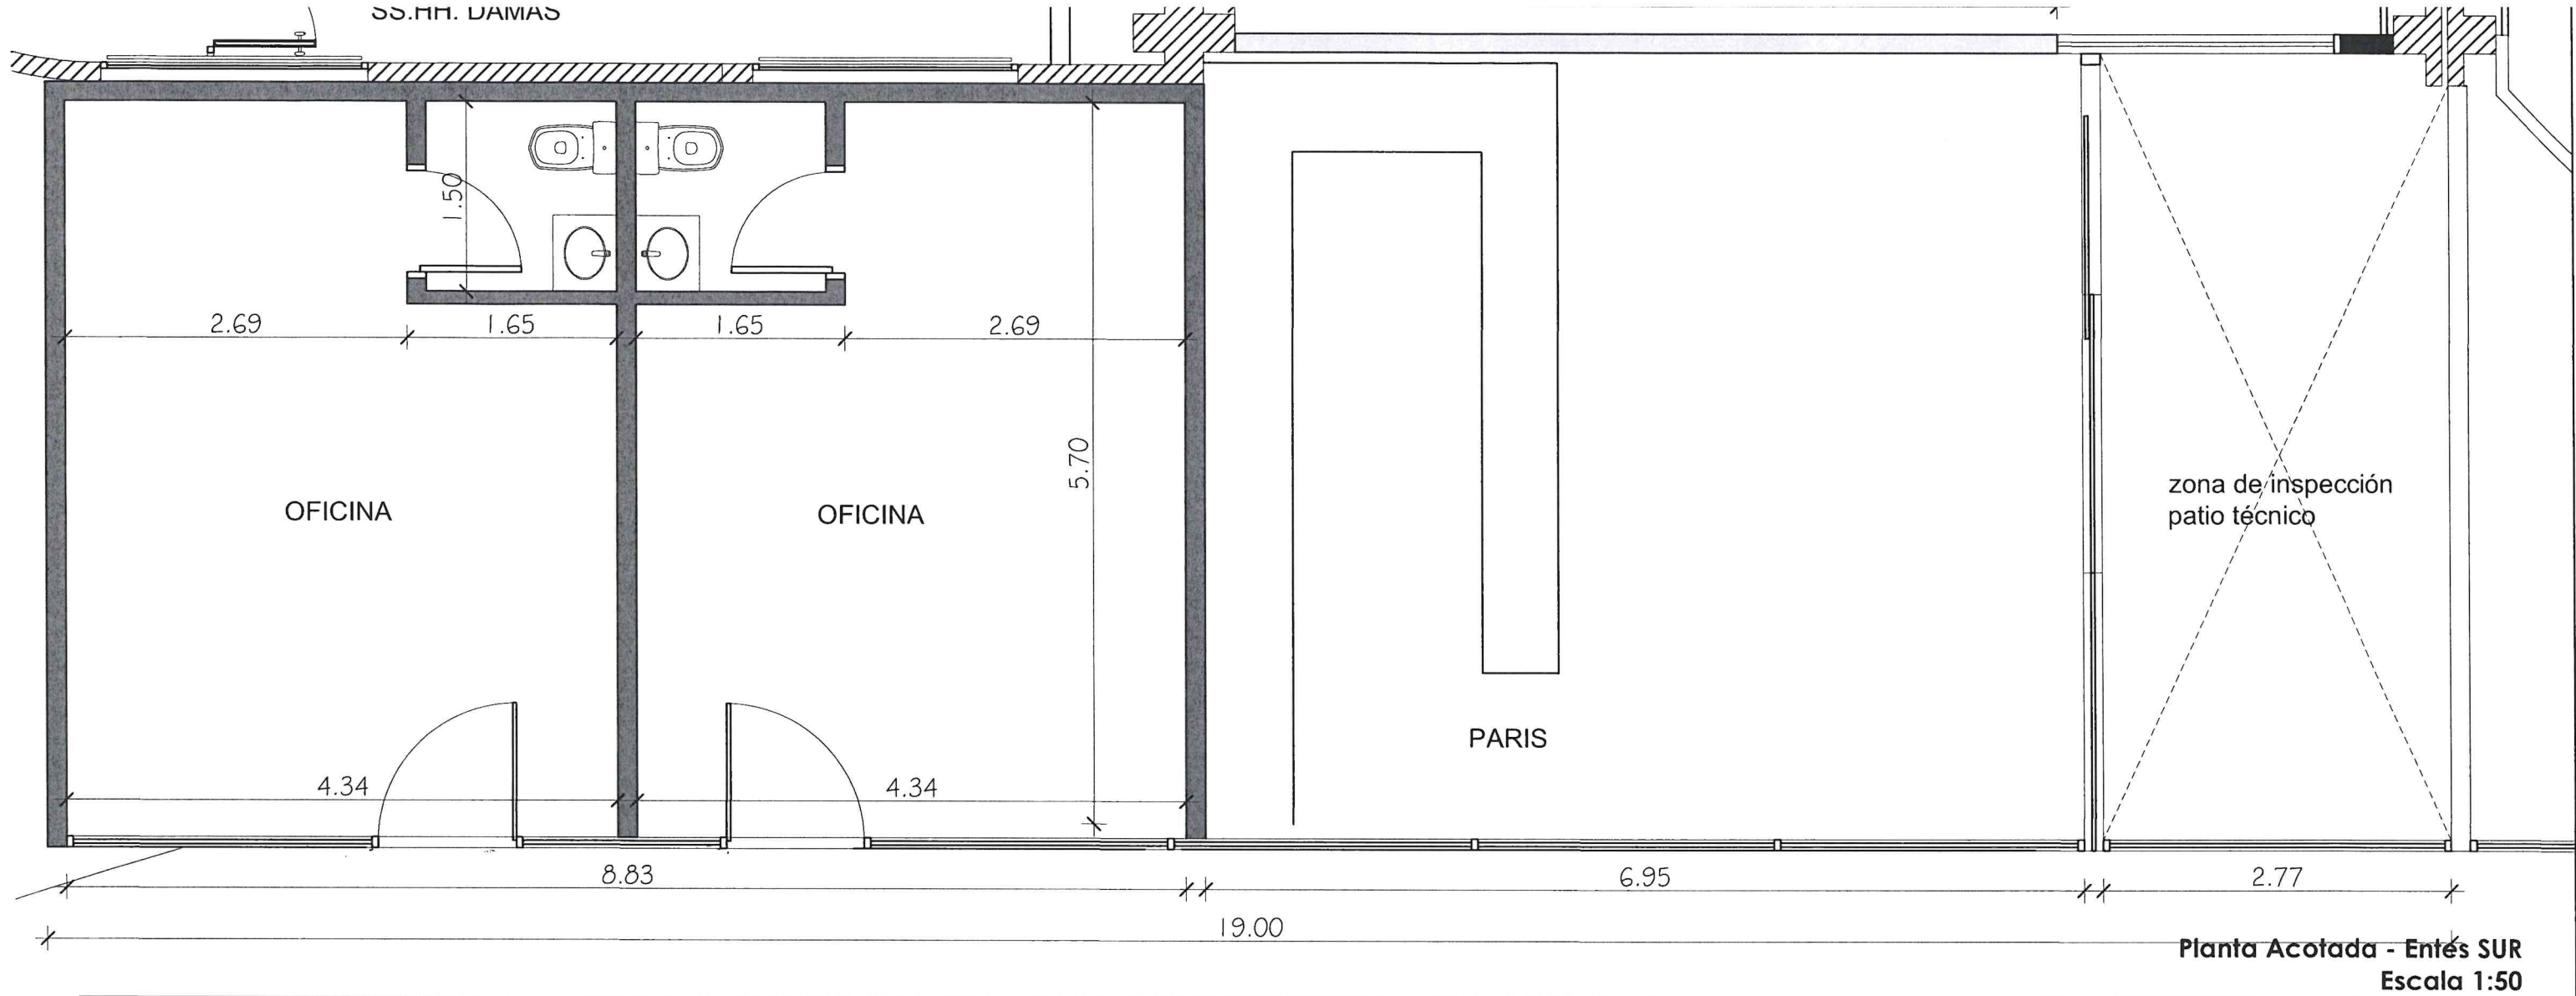 SS.HH. DAMAS
1.50
2.69
1.65
1.65
2.69
5.70
OFICINA
OFICINA
zona de inspección
patio técnico
PARIS
4.34
4.34
8.83
6.95
2.77
19.00
Planta Acotada - Entes SUR
Escala 1:50